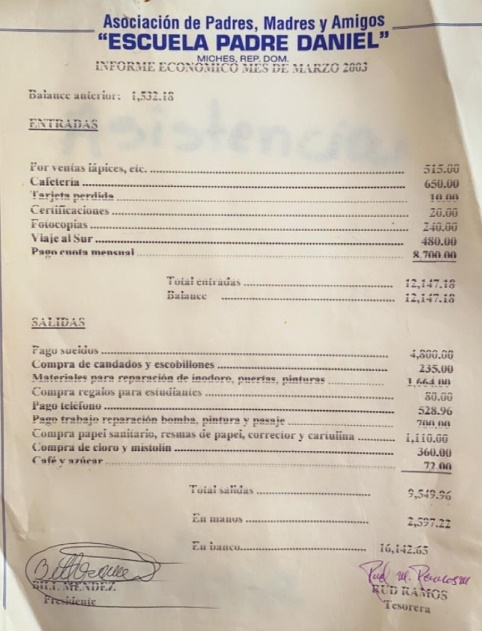 Asociación de Padres, Madres y Amigos
“ESCUELA PADRE DANIEL”
MICHES, REP. DOM.
INFORME ECONOMICO MES DE MARZO 2003
Balance anterior: 1,532.18
Asistencia
ENTRADAS
Por ventas lápices, etc. 515.00
Cafetería 650.00
Tarjeta perdida 10.00
Certificaciones 20.00
Fotocopias 240.00
Viaje al Sur 480.00
Pago cuota mensual 8,700.00
Total entradas 12,147.18
Balance 12,147.18
SALIDAS
Pago sueldos 4,800.00
Compra de candados y escobillones 235.00
Materiales para reparación de inodoro, puertas, pinturas 1,664.00
Compra regalos para estudiantes 80.00
Pago teléfono 528.96
Pago trabajo reparación bomba, pintura y pasaje 700.00
Compra papel sanitario, resmas de papel, corrector y cartulina 1,110.00
Compra de cloro y mistolín 360.00
Café y azúcar 72.00
Total salidas 9,549.96
En manos 2,597.22
En banco 16,142.65
BILL MENDEZ
Presidente
RUD RAMOS
Tesorera